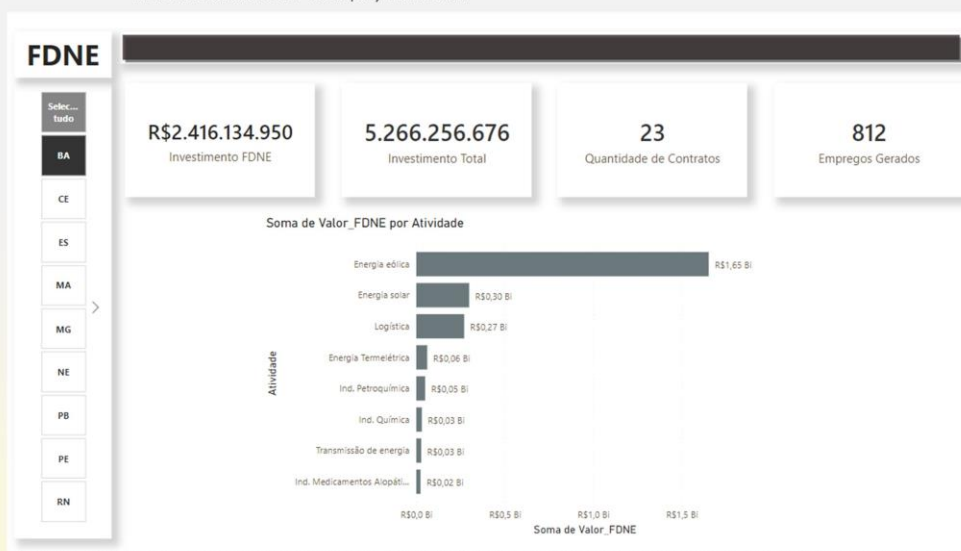 FDNE
Selec...
tudo
BA
CE
ES
MA
MG
NE
PB
PE
RN
R$2.416.134.950
Investimento FDNE
5.266.256.676
Investimento Total
23
Quantidade de Contratos
812
Empregos Gerados
Soma de Valor_FDNE por Atividade
Atividade
Energia eólica R$1,65 Bi
Energia solar R$0,30 Bi
Logística R$0,27 Bi
Energia Termelétrica R$0,06 Bi
Ind. Petroquímica R$0,05 Bi
Ind. Química R$0,03 Bi
Transmissão de energia R$0,03 Bi
Ind. Medicamentos Alopáti... R$0,02 Bi
R$0,0 Bi R$0,5 Bi R$1,0 Bi R$1,5 Bi
Soma de Valor_FDNE